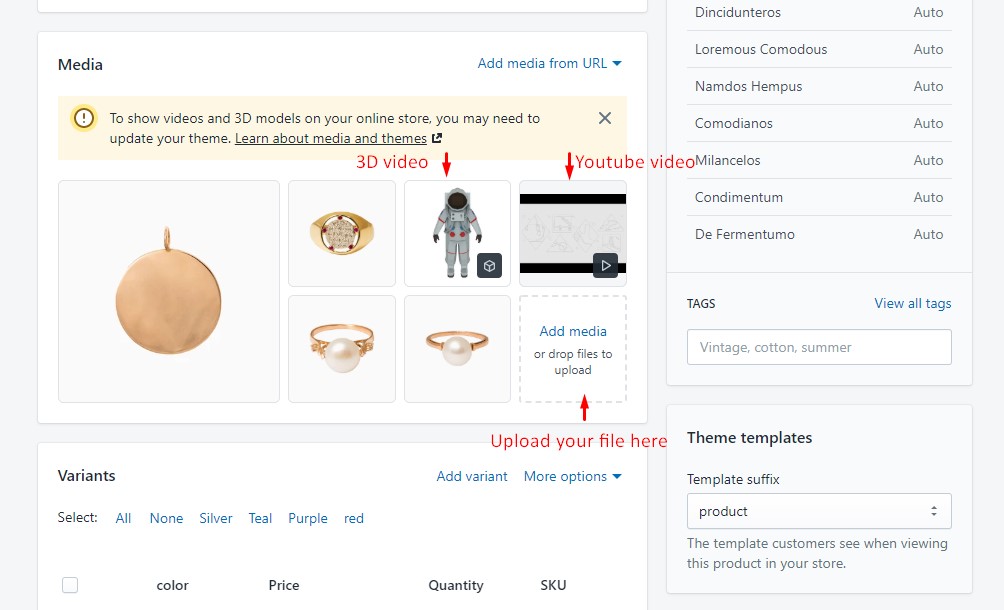 Media
Add media from URL
To show videos and 3D models on your online store, you may need to
update your theme. Learn about media and themes
3D video
Youtube video
Add media
or drop files to
upload
Upload your file here
Variants
Add variant
More options
Select:
All
None
Silver
Teal
Purple
red
color
Price
Quantity
SKU
Dincidunteros
Auto
Loremous Comodous
Auto
Namdos Hempus
Auto
Comodianos
Auto
Milancelos
Auto
Condimentum
Auto
De Fermentumo
Auto
TAGS
View all tags
Vintage, cotton, summer
Theme templates
Template suffix
product
The template customers see when viewing
this product in your store.